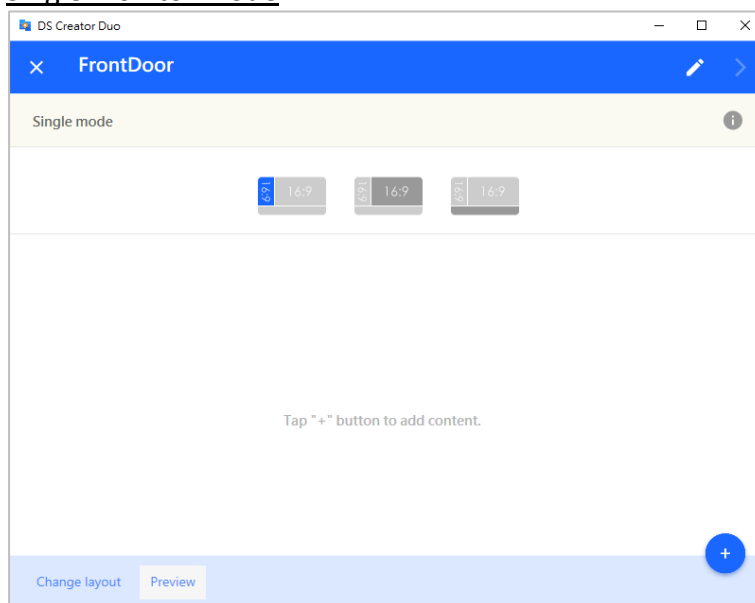 DS Creator Duo
FrontDoor
Single mode
16:9 16:9 16:9 16:9 16:9 16:9
Tap "+" button to add content.
+
Change layout Preview